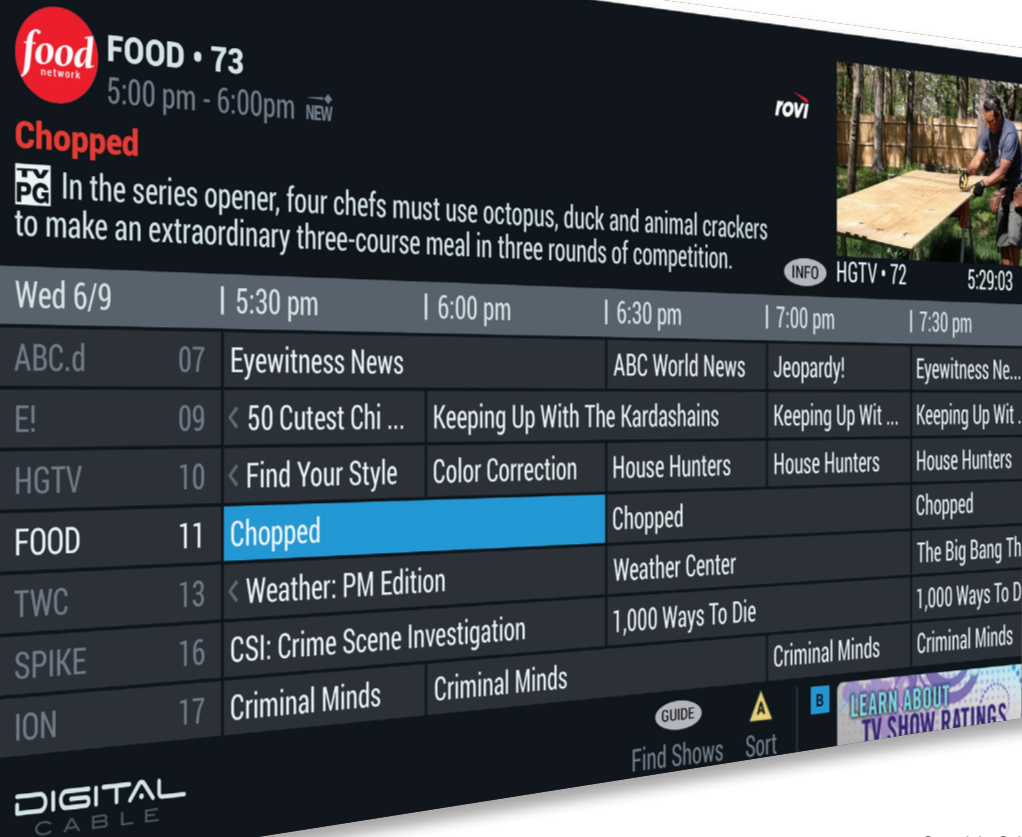 food
network
FOOD • 73
5:00 pm - 6:00pm NEW
rovi
Chopped
TV
PG
In the series opener, four chefs must use octopus, duck and animal crackers
to make an extraordinary three-course meal in three rounds of competition.
INFO HGTV • 72 5:29:03
Wed 6/9 5:30 pm 6:00 pm 6:30 pm 7:00 pm 7:30 pm
ABC.d 07 Eyewitness News ABC World News Jeopardy! Eyewitness Ne...
E! 09 < 50 Cutest Chi ... Keeping Up With The Kardashains Keeping Up Wit ... Keeping Up Wit .
HGTV 10 < Find Your Style Color Correction House Hunters House Hunters House Hunters
FOOD 11 Chopped Chopped Chopped
TWC 13 < Weather: PM Edition Weather Center The Big Bang Th
SPIKE 16 CSI: Crime Scene Investigation 1,000 Ways To Die 1,000 Ways To D
ION 17 Criminal Minds Criminal Minds Criminal Minds Criminal Minds
GUIDE A B LEARN ABOUT
Find Shows Sort TV SHOW RATINGS
DIGITAL
CABLE